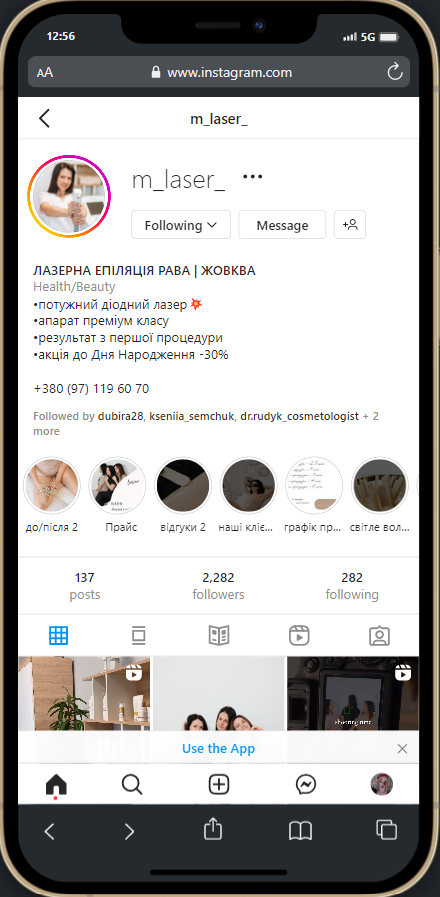 12:56
5G
AA
www.instagram.com
m_laser_
m_laser_
Following
Message
ЛАЗЕРНА ЕПІЛЯЦІЯ РАВА | ЖОВКВА
Health/Beauty
•потужний діодний лазер💥
•апарат преміум класу
•результат з першої процедури
•акція до Дня Народження -30%
+380 (97) 119 60 70
Followed by dubira28, kseniia_semchuk, dr.rudyk_cosmetologist + 2
more
до/після 2
Прайс
відгуки 2
наші кліє...
графік пр...
світле вол...
137
posts
2,282
followers
282
following
Use the App